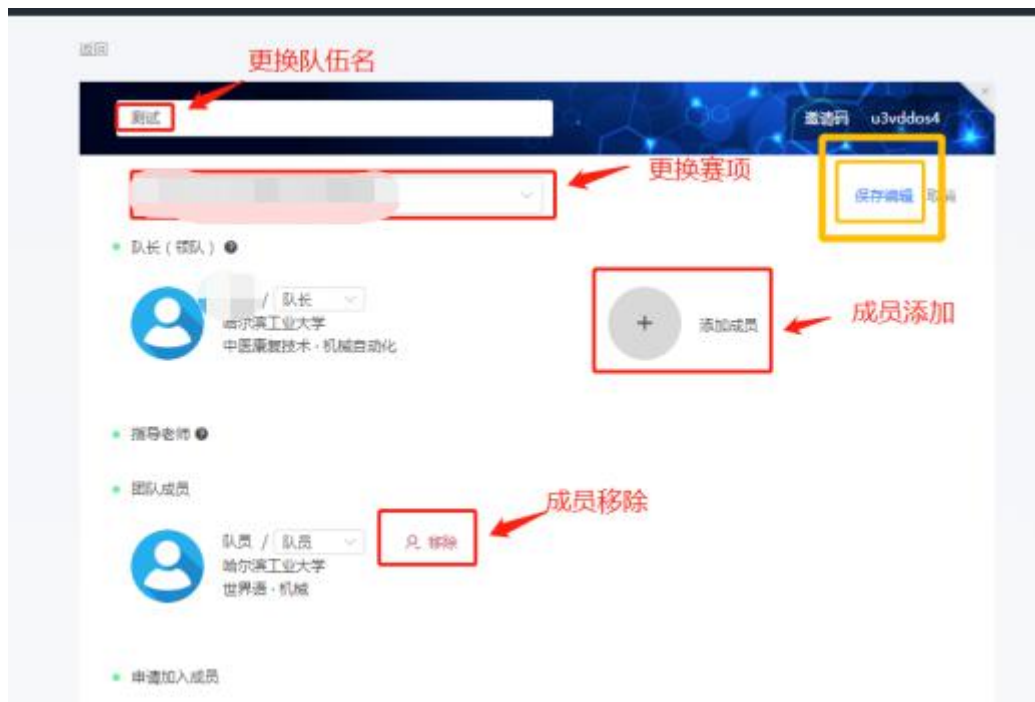 返回
更换队伍名
测试
邀请码 u3vddos4
更换赛项
保存编辑 取消
队长（领队）
/ 队长
哈尔滨工业大学
中医康复技术·机械自动化
添加成员
成员添加
指导老师
团队成员
成员移除
队员 / 队员
移除
哈尔滨工业大学
世界语·机械
申请加入成员